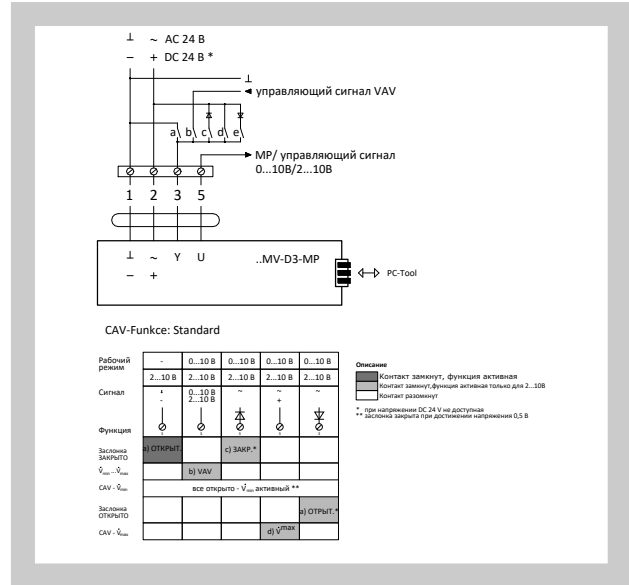 ⊥ ~ AC 24 В
− + DC 24 В *
⊥
управляющий сигнал VAV
a b c d e
MP/ управляющий сигнал
0...10В/2...10В
1 2 3 5
⊥ ~ Y U ..MV-D3-MP
− +
PC-Tool
CAV-Funkce: Standard
Рабочий режим
- 0...10 В 0...10 В 0...10 В 0...10 В
2...10 В 2...10 В 2...10 В 2...10 В 2...10 В
Сигнал
- 0...10 В 2...10 В ~ ~ + ~
Функция
Заслонка ЗАКРЫТО
а) ОТКРЫТ. c) ЗАКР.*
V̇min ...V̇max
b) VAV
CAV - V̇min
все открыто - V̇min активный **
Заслонка ОТКРЫТО
a) ОТРЫТ.*
CAV - V̇max
d) V̇max
Описание
Контакт замкнут, функция активная
Контакт замкнут,функция активная только для 2...10В
Контакт разомкнут
* при напряжении DC 24 V не доступная
** заслонка закрыта при достижении напряжения 0,5 В